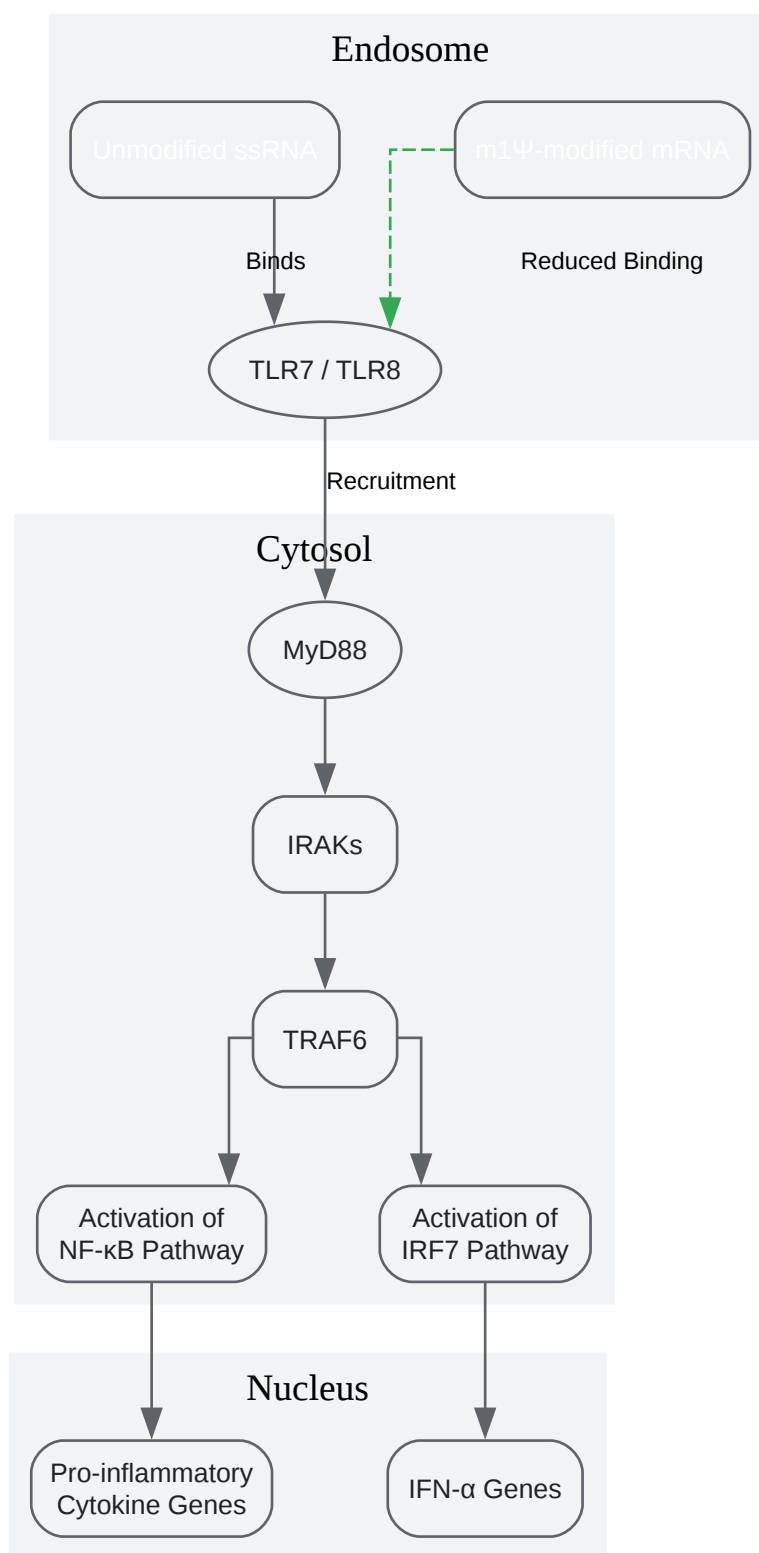 Endosome
Unmodified ssRNA
m1Ψ-modified mRNA
Binds
Reduced Binding
TLR7 / TLR8
Recruitment
Cytosol
MyD88
IRAKs
TRAF6
Activation of
NF-κB Pathway
Activation of
IRF7 Pathway
Nucleus
Pro-inflammatory
Cytokine Genes
IFN-α Genes